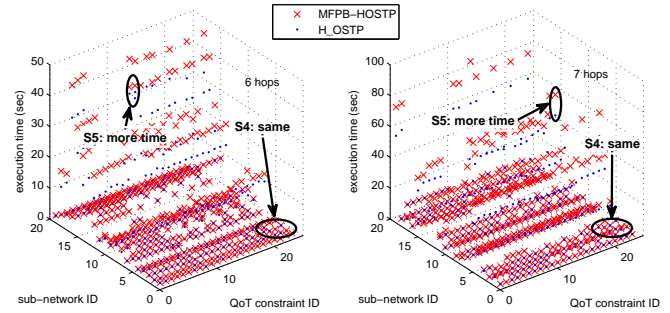 MFPB-HOSTP
H_OSTP
50
40
30
20
10
0
execution time (sec)
6 hops
S5: more time
S4: same
20
15
10
5
0
sub-network ID
0
10
20
QoT constraint ID
100
80
60
40
20
0
execution time (sec)
7 hops
S5: more time
S4: same
20
15
10
5
0
sub-network ID
0
10
20
QoT constraint ID